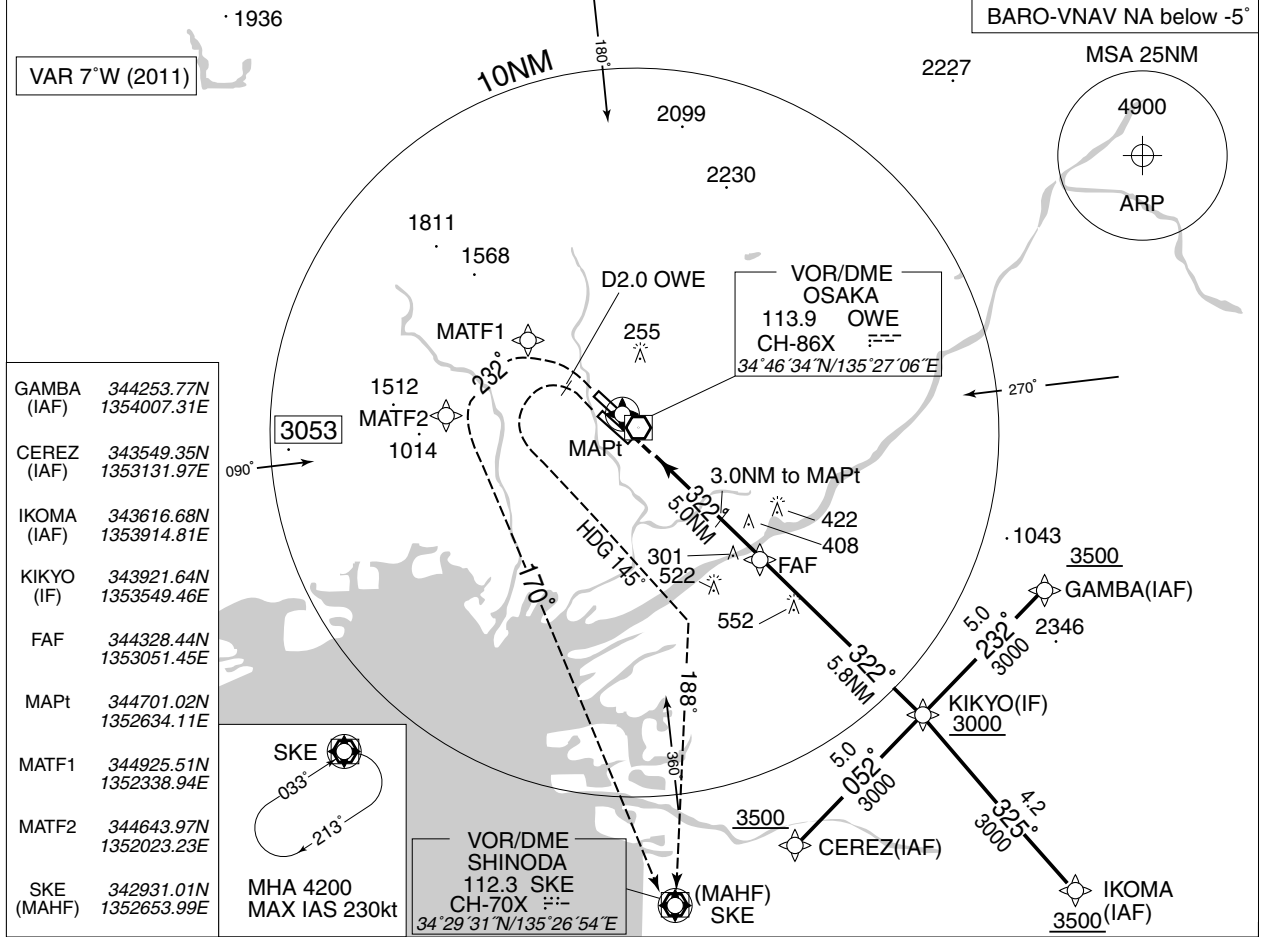 1936
BARO-VNAV NA below -5°
VAR 7°W (2011)
10NM
180°
2227
MSA 25NM
4900
ARP
2099
2230
1811
1568
D2.0 OWE
VOR/DME
OSAKA
113.9 OWE
CH-86X
34°46´34˝N/135°27´06˝E
MATF1
255
232°
1512
MATF2
1014
3053
090°
270°
MAPt
3.0NM to MAPt
322°
5.0NM
422
408
301
522
FAF
552
HDG 145°
1043
3500
GAMBA(IAF)
5.0
232°
3000
2346
322°
5.8NM
KIKYO(IF)
3000
170°
188°
360°
5.0
052°
3000
3500
CEREZ(IAF)
4.2
325°
3000
IKOMA
(IAF)
3500
(MAHF)
SKE
VOR/DME
SHINODA
112.3 SKE
CH-70X
34°29´31˝N/135°26´54˝E
GAMBA 344253.77N
(IAF) 1354007.31E
CEREZ 343549.35N
(IAF) 1353131.97E
IKOMA 343616.68N
(IAF) 1353914.81E
KIKYO 343921.64N
(IF) 1353549.46E
FAF 344328.44N
1353051.45E
MAPt 344701.02N
1352634.11E
MATF1 344925.51N
1352338.94E
MATF2 344643.97N
1352023.23E
SKE 342931.01N
(MAHF) 1352653.99E
SKE
033°
213°
MHA 4200
MAX IAS 230kt